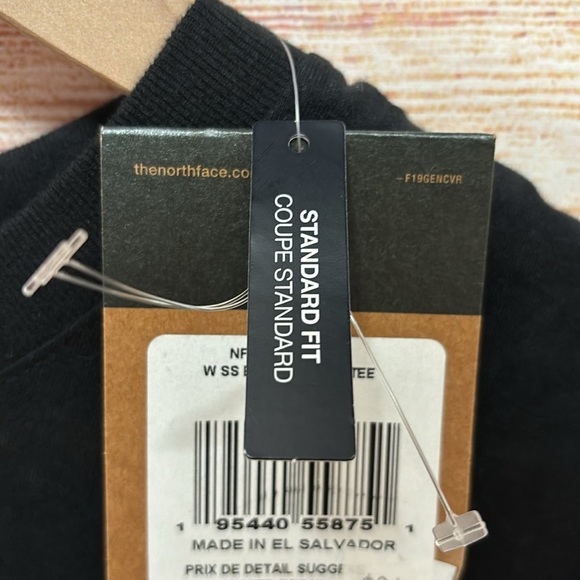 thenorthface.co
-F19GENCVR
STANDARD FIT
COUPE STANDARD
NF
W SS TEE
1 95440 55875 1
MADE IN EL SALVADOR
PRIX DE DETAIL SUGGE